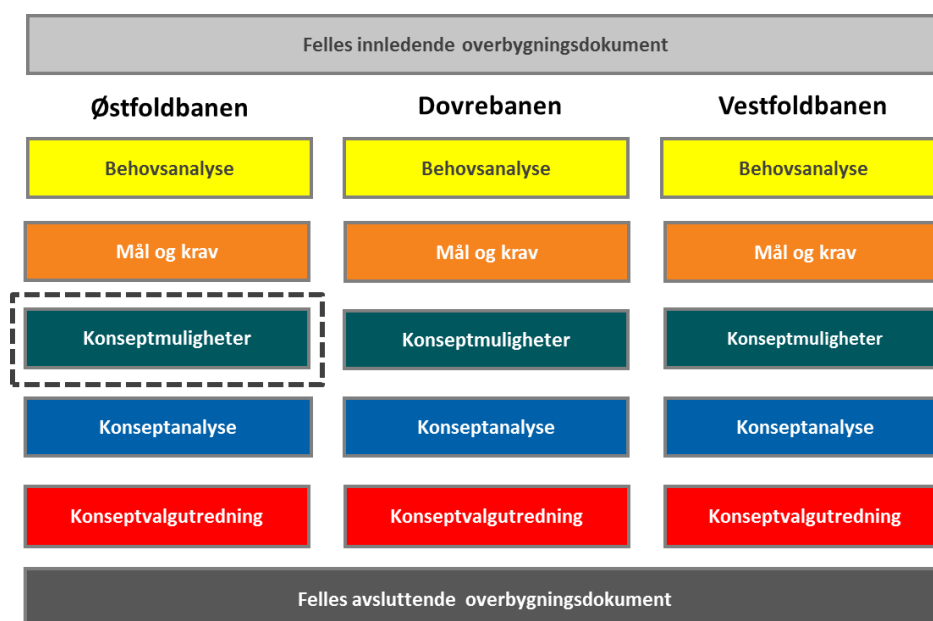 Felles innledende overbygningsdokument
Østfoldbanen Dovrebanen Vestfoldbanen
Behovsanalyse Behovsanalyse Behovsanalyse
Mål og krav Mål og krav Mål og krav
Konseptmuligheter Konseptmuligheter Konseptmuligheter
Konseptanalyse Konseptanalyse Konseptanalyse
Konseptvalgutredning Konseptvalgutredning Konseptvalgutredning
Felles avsluttende overbygningsdokument